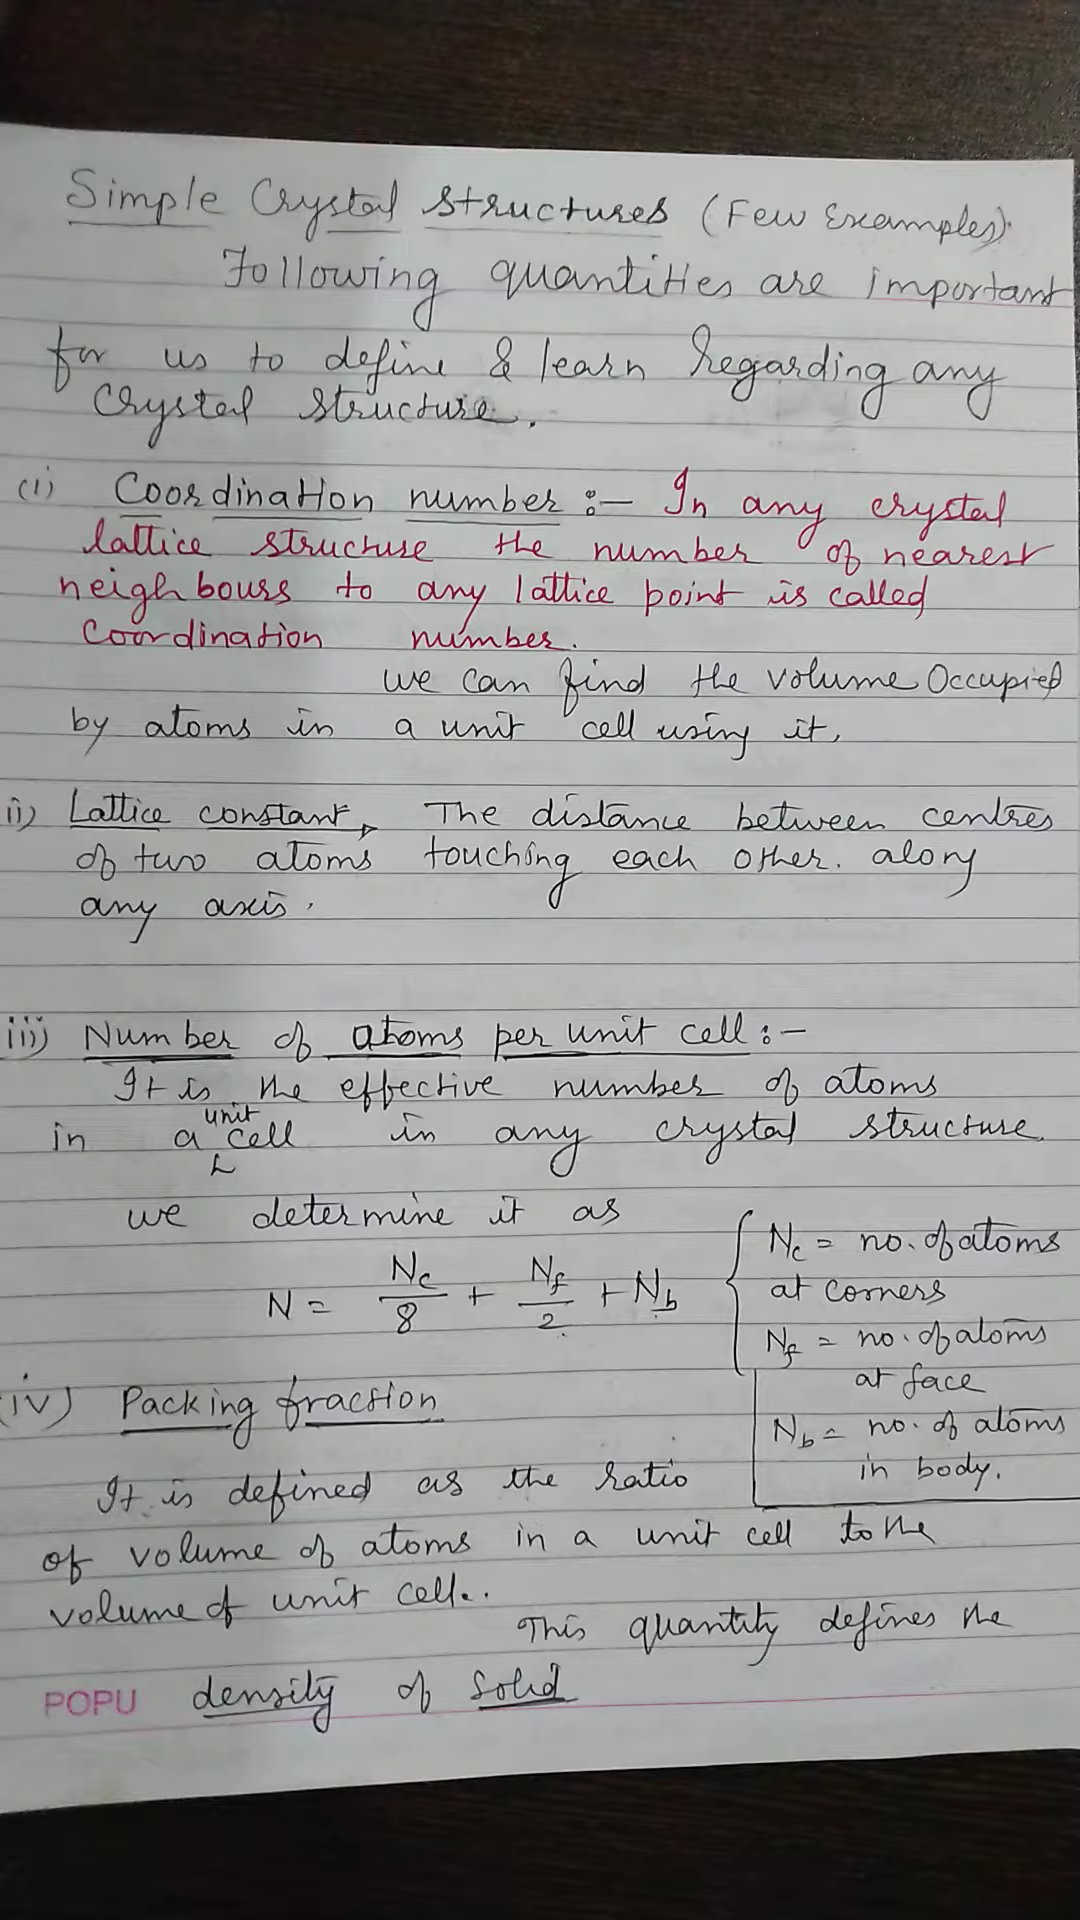 Simple Crystal structures (Few Examples).
Following quantities are important
for us to define & learn Regarding any
Crystal structure.
(i) Coordination number :- In any crystal
lattice structure the number of nearest
neighbours to any lattice point is called
Coordination number.
we can find the volume Occupied
by atoms in a unit cell using it.
ii) Lattice constant, The distance between centres
of two atoms touching each other. along
any axis.
iii) Number of atoms per unit cell :-
It is the effective number of atoms
in a unit cell in any crystal structure.
we determine it as
N = Nc/8 + Nf/2 + Nb
{ Nc = no. of atoms
at corners
Nf = no. of atoms
at face
Nb = no. of atoms
in body.
(iv) Packing fraction
It is defined as the ratio
of volume of atoms in a unit cell to the
volume of unit cell..
This quantity defines the
POPU density of solid